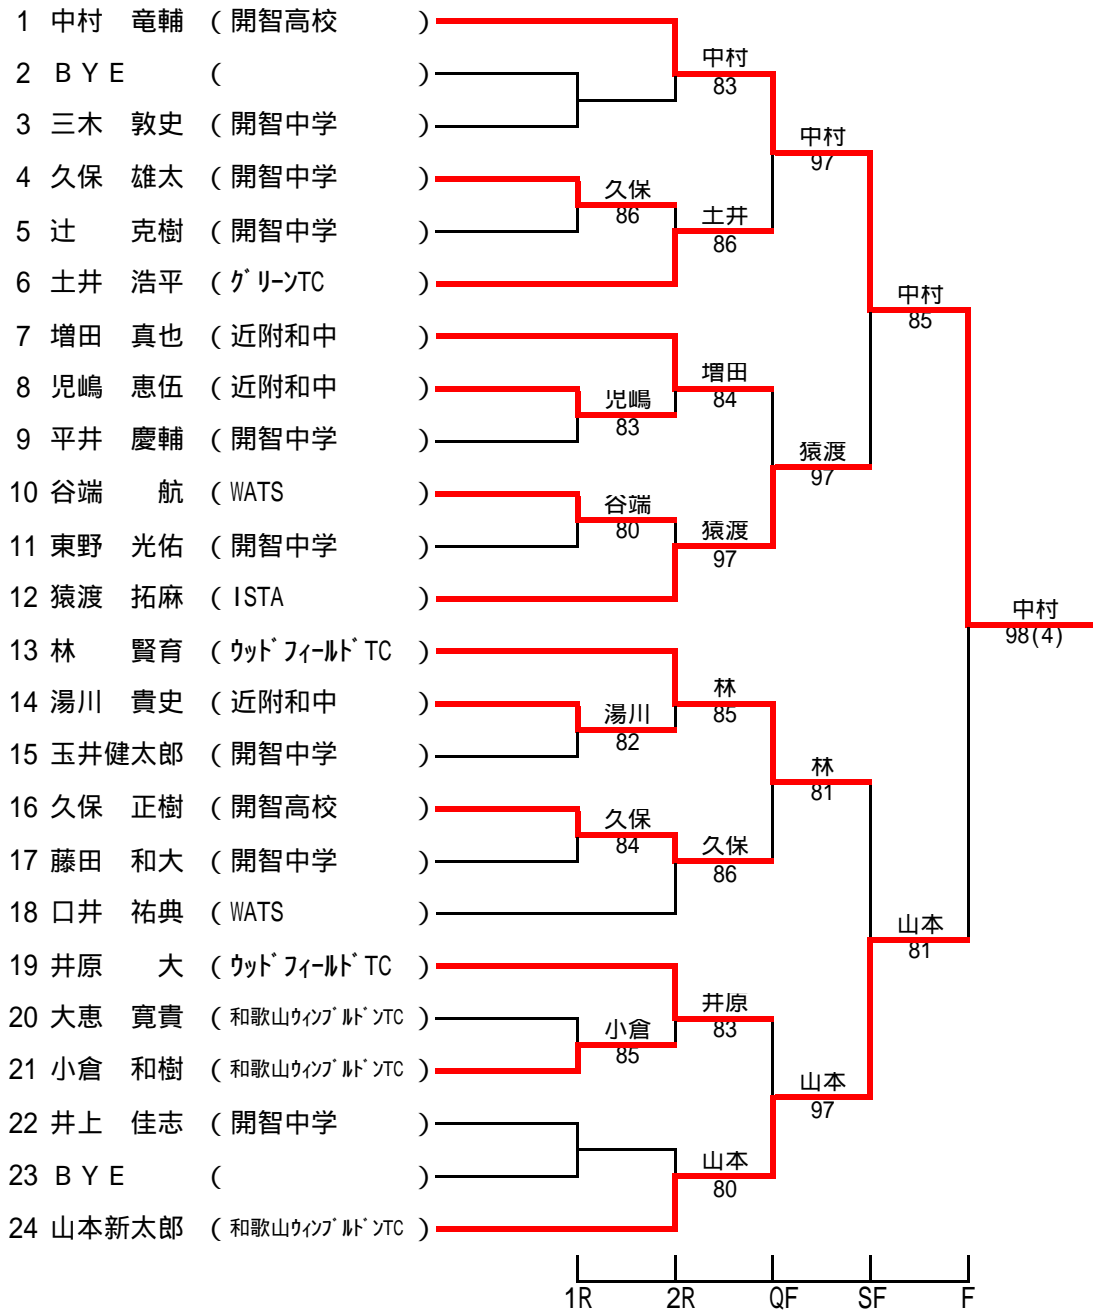 1 中村 竜輔 (開智高校 )
中村
2 BYE ( )
83
3 三木 敦史 (開智中学 )
中村
97
4 久保 雄太 (開智中学 )
久保
86
土井
5 辻 克樹 (開智中学 )
86
6 土井 浩平 (グリーンTC )
中村
85
7 増田 真也 (近附和中 )
増田
8 児嶋 恵伍 (近附和中 )
84
児嶋
83
9 平井 慶輔 (開智中学 )
猿渡
97
10 谷端 航 (WATS )
谷端
80
猿渡
11 東野 光佑 (開智中学 )
97
12 猿渡 拓麻 (ISTA )
中村
98(4)
13 林 賢育 (ウッドフィールドTC )
林
14 湯川 貴史 (近附和中 )
85
湯川
82
15 玉井健太郎 (開智中学 )
林
81
16 久保 正樹 (開智高校 )
久保
84
久保
17 藤田 和大 (開智中学 )
86
18 口井 祐典 (WATS )
山本
81
19 井原 大 (ウッドフィールドTC )
井原
20 大恵 寛貴 (和歌山ウィンブルドンTC )
83
小倉
85
21 小倉 和樹 (和歌山ウィンブルドンTC )
山本
97
22 井上 佳志 (開智中学 )
山本
23 BYE ( )
80
24 山本新太郎 (和歌山ウィンブルドンTC )
1R 2R QF SF F